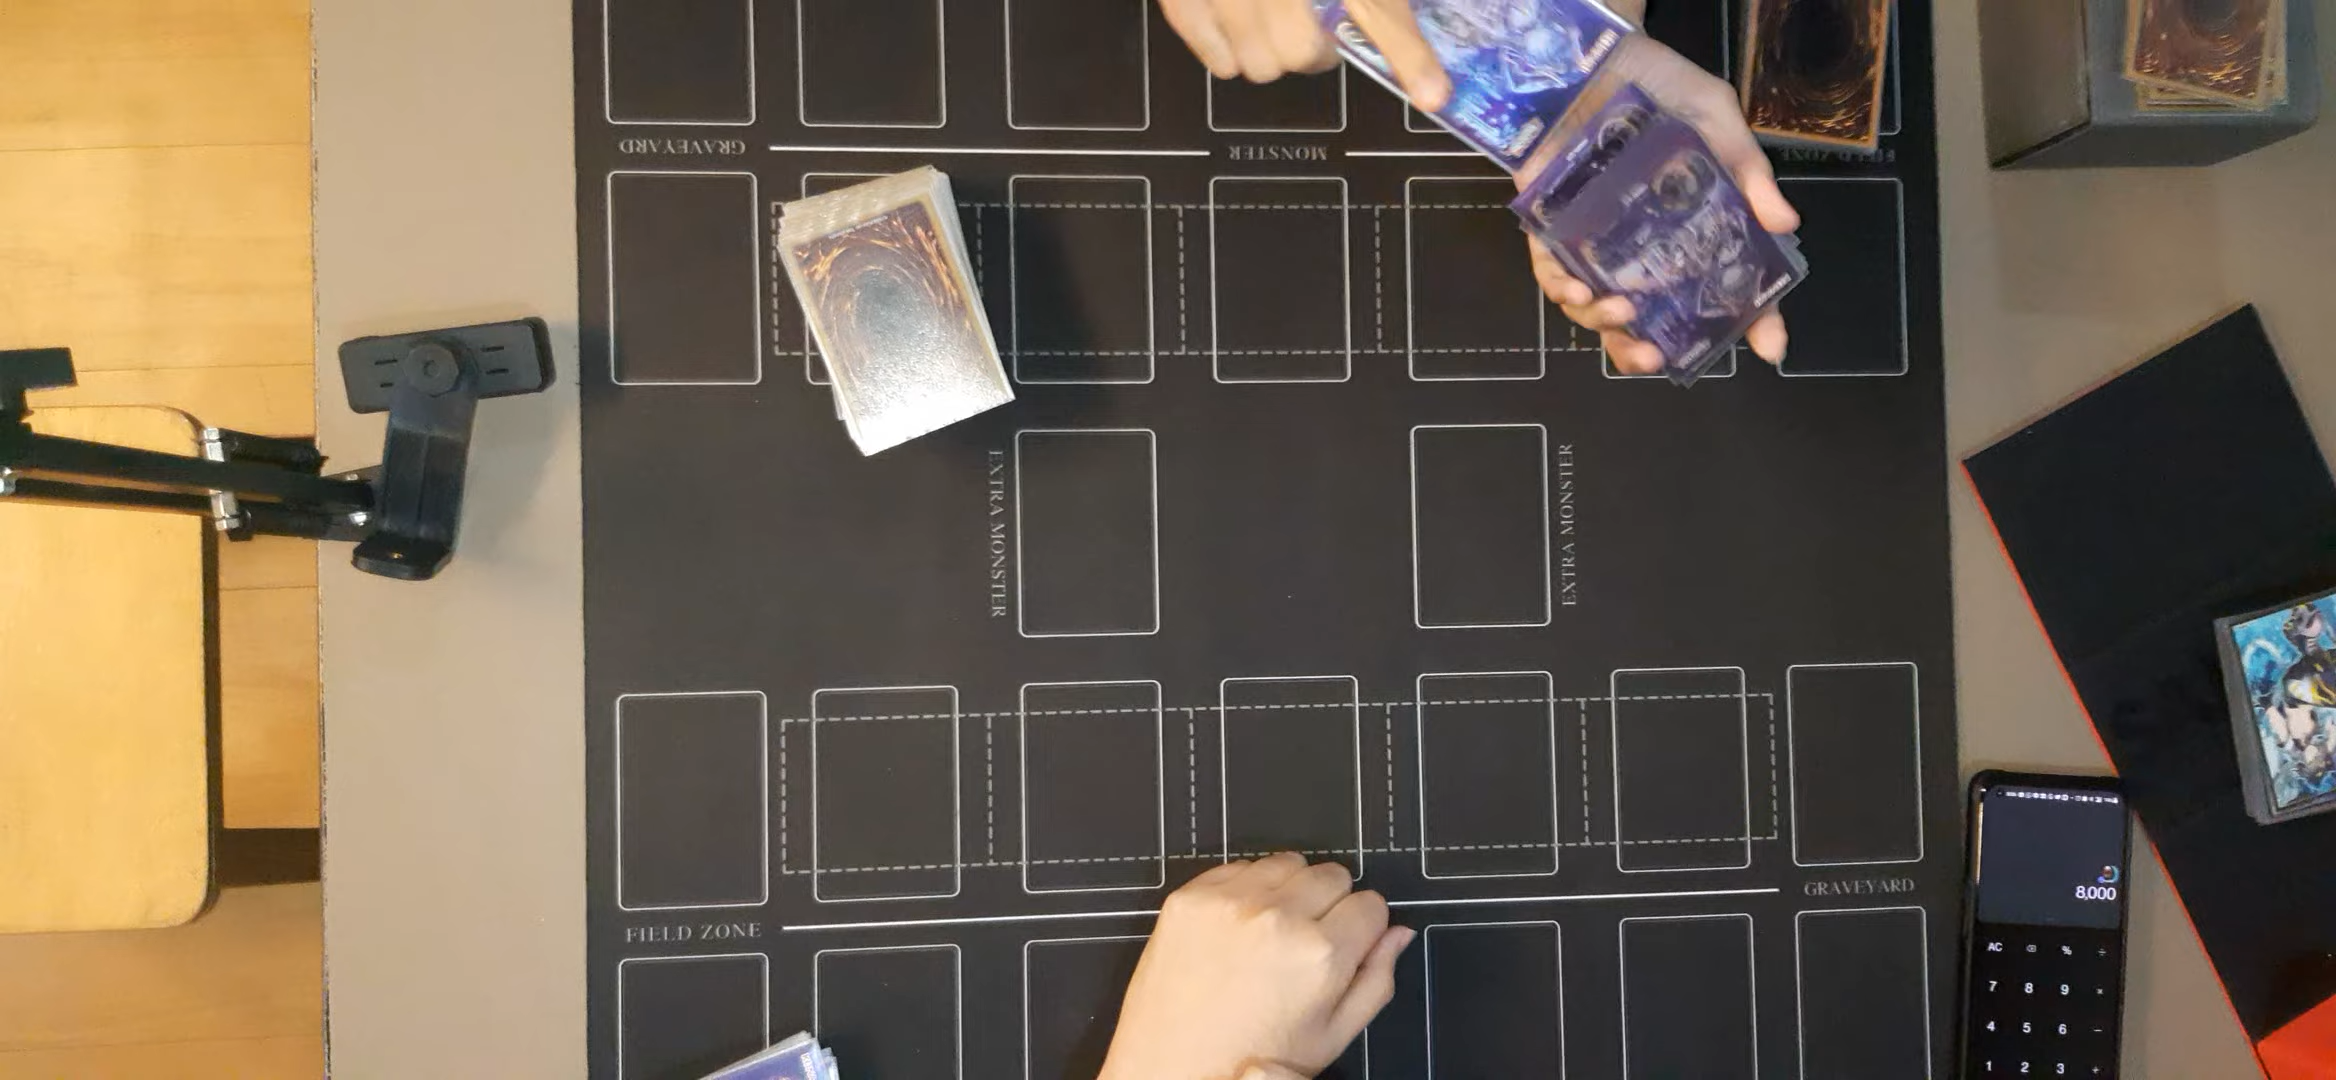 GRAVEYARD
MONSTER
FIELD ZONE
EXTRA MONSTER
EXTRA MONSTER
GRAVEYARD
FIELD ZONE
8,000
AC % ÷
7 8 9 ×
4 5 6 −
1 2 3 +